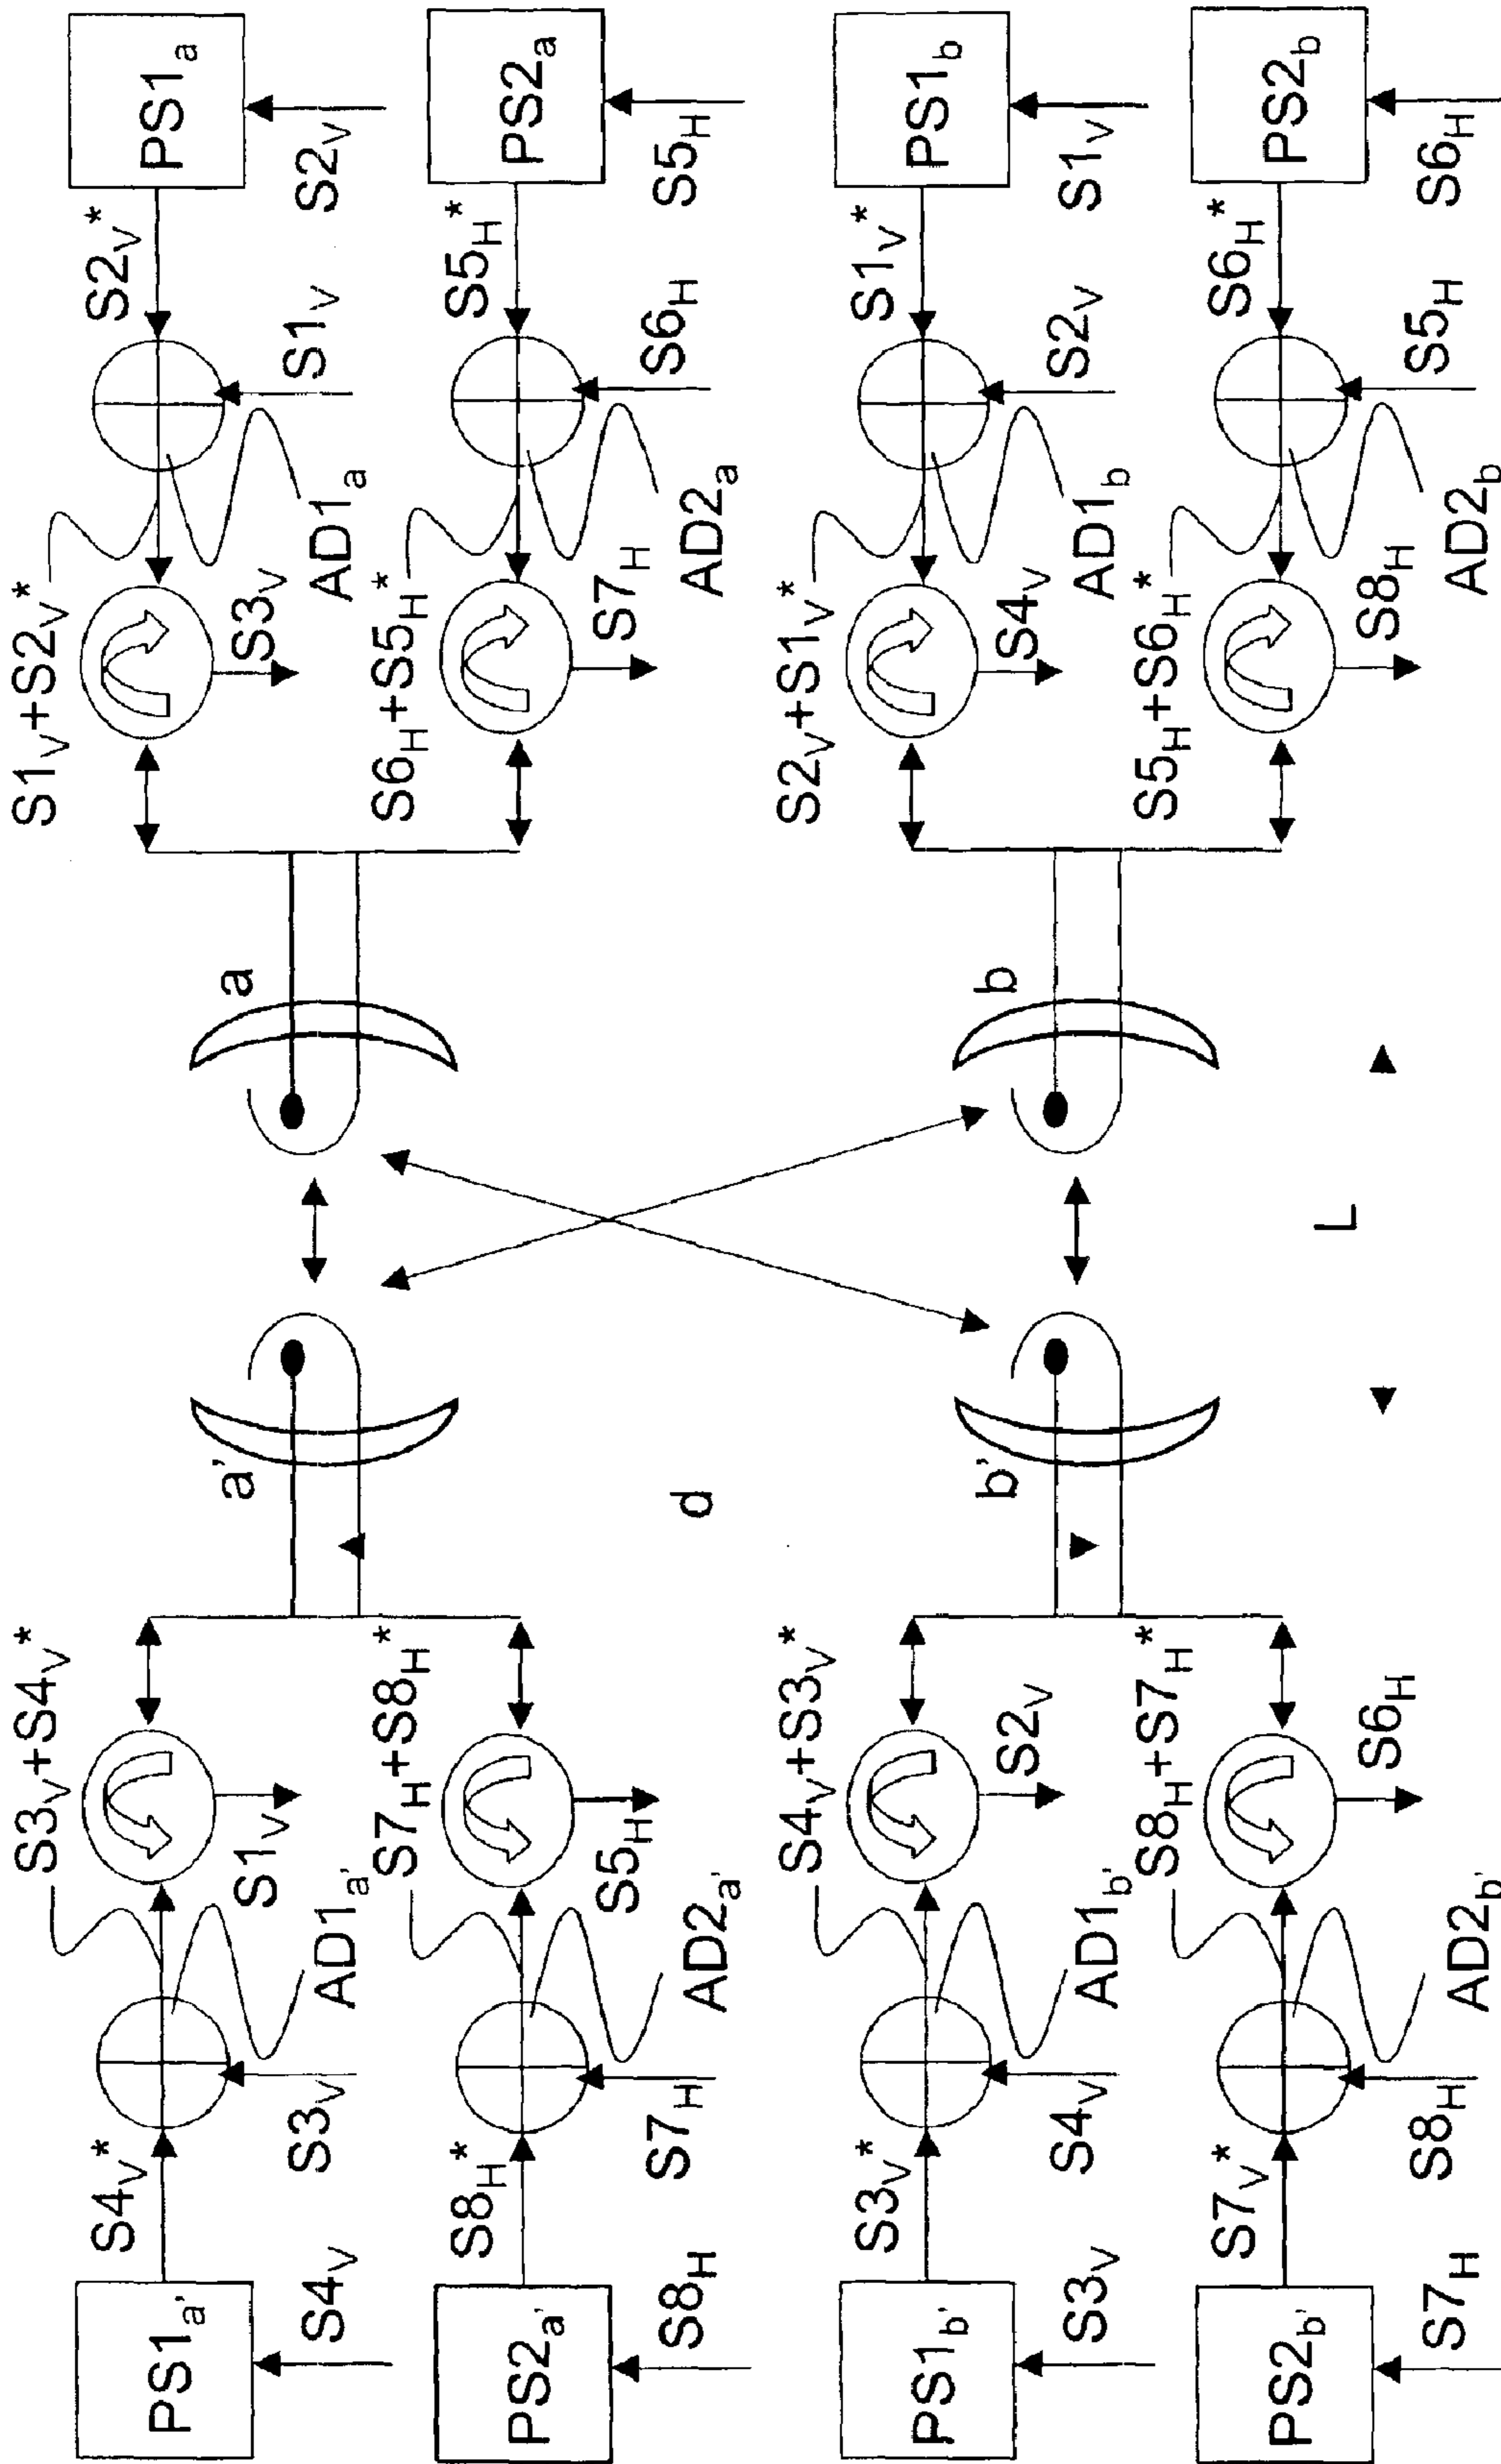 S3V+S4V* S1V+S2V*
S4V* S2V*
PS1a' a' a PS1a
S1V S3V
S4V S3V AD1a' AD1a S1V S2V
S7H+S8H* S6H+S5H*
S8H* S5H*
PS2a' PS2a
S5H S7H
S8H S7H AD2a' d AD2a S6H S5H
S4V+S3V* S2V+S1V*
S3V* S1V*
PS1b' b' b PS1b
S2V S4V
S3V S4V AD1b' AD1b S2V S1V
S8H+S7H* S5H+S6H*
S7V* S6H*
PS2b' L PS2b
S6H S8H
S7H S8H AD2b' AD2b S5H S6H